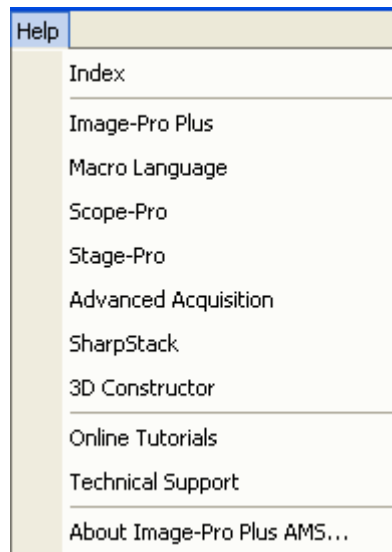 Help
Index
Image-Pro Plus
Macro Language
Scope-Pro
Stage-Pro
Advanced Acquisition
SharpStack
3D Constructor
Online Tutorials
Technical Support
About Image-Pro Plus AMS...